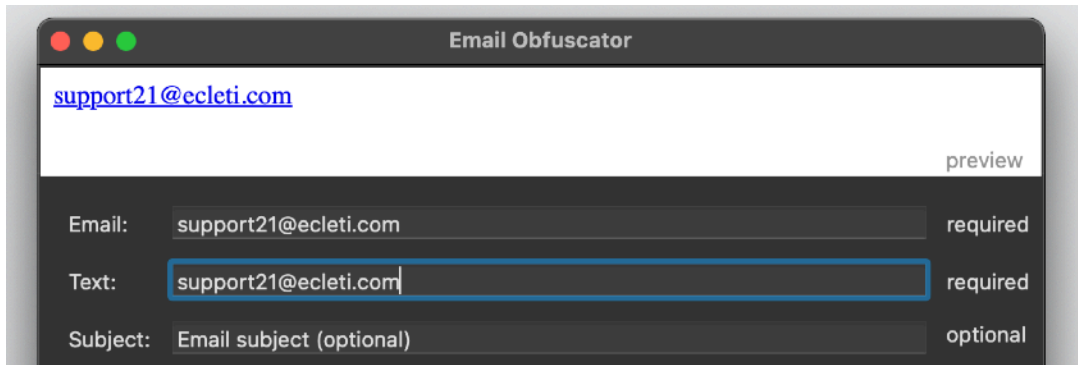 Email Obfuscator
support21@ecleti.com
preview
Email: support21@ecleti.com required
Text: support21@ecleti.com required
Subject: Email subject (optional) optional